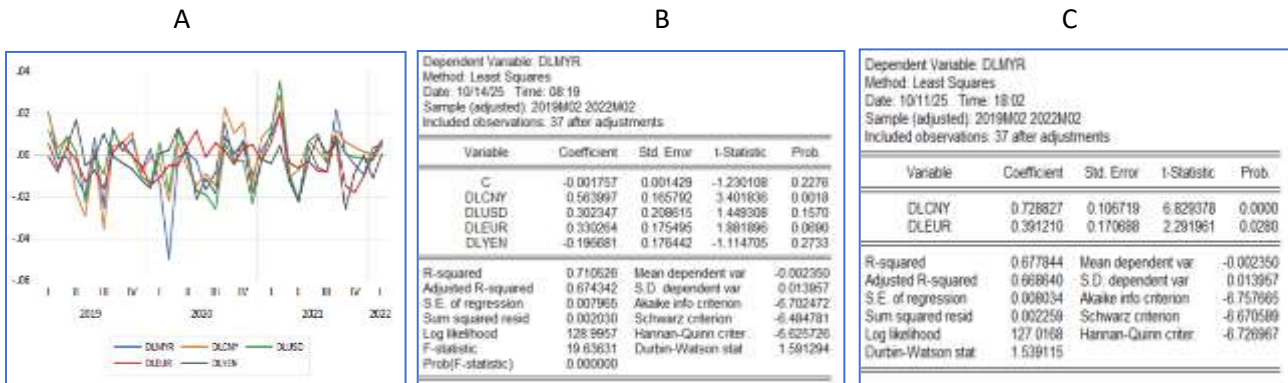 A
B
C
.04
.02
.00
-.02
-.04
-.06
I II III IV I II III IV I II III IV I
2019 2020 2021 2022
DLMYR DLCNY DLUSD
DLEUR DLYEN
Dependent Variable: DLMYR
Method: Least Squares
Date: 10/14/25 Time: 08:19
Sample (adjusted): 2019M02 2022M02
Included observations: 37 after adjustments
Variable Coefficient Std. Error t-Statistic Prob.
C -0.001757 0.001429 -1.230108 0.2276
DLCNY 0.563997 0.165792 3.401836 0.0018
DLUSD 0.302347 0.208615 1.449308 0.1570
DLEUR 0.330264 0.175495 1.881896 0.0690
DLYEN -0.196681 0.176442 -1.114705 0.2733
R-squared 0.710526 Mean dependent var -0.002350
Adjusted R-squared 0.674342 S.D. dependent var 0.013957
S.E. of regression 0.007965 Akaike info criterion -6.702472
Sum squared resid 0.002030 Schwarz criterion -6.484781
Log likelihood 128.9957 Hannan-Quinn criter. -6.625726
F-statistic 19.63631 Durbin-Watson stat 1.591294
Prob(F-statistic) 0.000000
Dependent Variable: DLMYR
Method: Least Squares
Date: 10/11/25 Time: 18:02
Sample (adjusted): 2019M02 2022M02
Included observations: 37 after adjustments
Variable Coefficient Std. Error t-Statistic Prob.
DLCNY 0.728827 0.106719 6.829378 0.0000
DLEUR 0.391210 0.170688 2.291961 0.0280
R-squared 0.677844 Mean dependent var -0.002350
Adjusted R-squared 0.668640 S.D. dependent var 0.013957
S.E. of regression 0.008034 Akaike info criterion -6.757665
Sum squared resid 0.002259 Schwarz criterion -6.670589
Log likelihood 127.0168 Hannan-Quinn criter. -6.726967
Durbin-Watson stat 1.539115